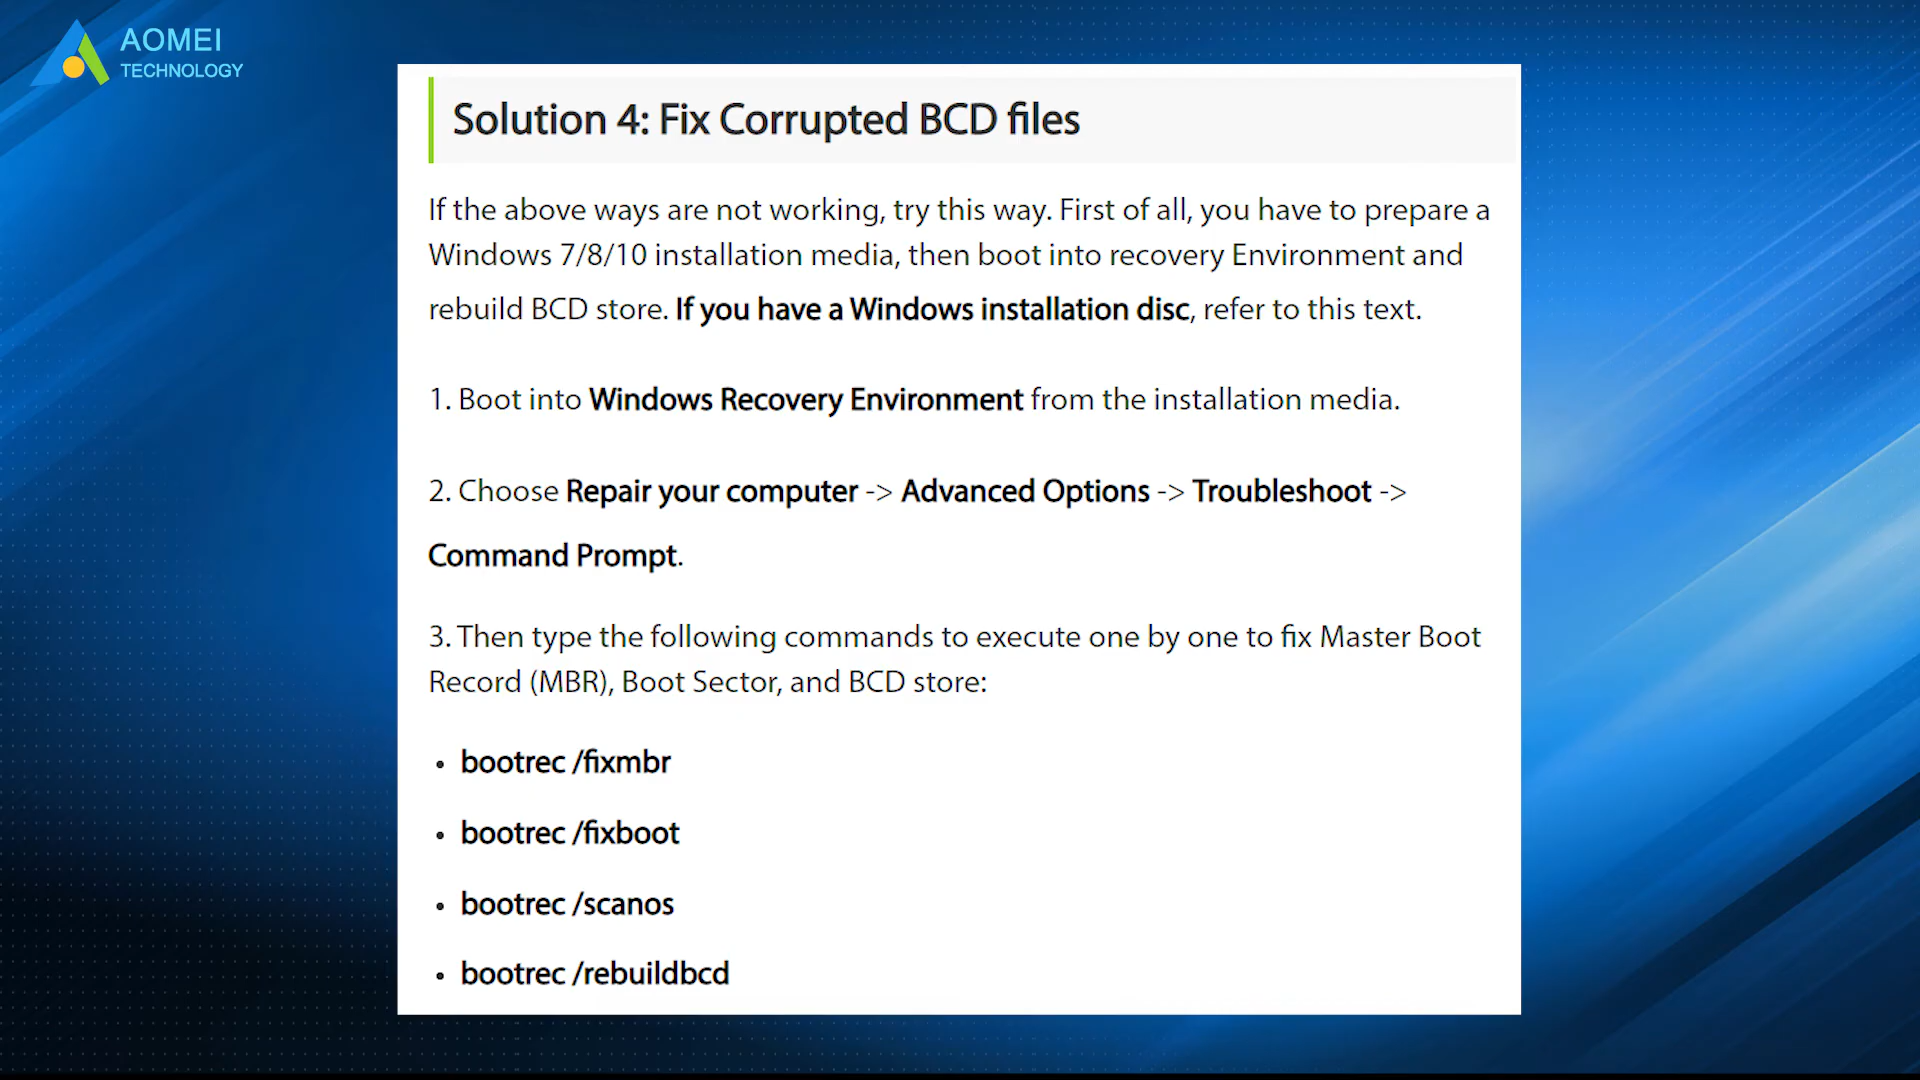 AOMEI
TECHNOLOGY
Solution 4: Fix Corrupted BCD files
If the above ways are not working, try this way. First of all, you have to prepare a
Windows 7/8/10 installation media, then boot into recovery Environment and
rebuild BCD store. If you have a Windows installation disc, refer to this text.
1. Boot into Windows Recovery Environment from the installation media.
2. Choose Repair your computer -> Advanced Options -> Troubleshoot ->
Command Prompt.
3. Then type the following commands to execute one by one to fix Master Boot
Record (MBR), Boot Sector, and BCD store:
• bootrec /fixmbr
• bootrec /fixboot
• bootrec /scanos
• bootrec /rebuildbcd